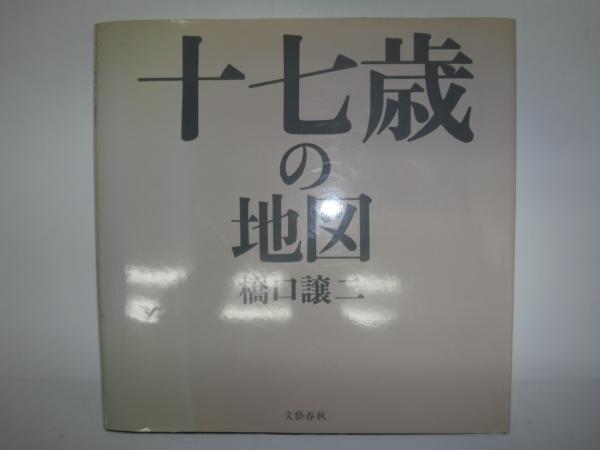 十七歳
の
地図
橋口譲二
文藝春秋